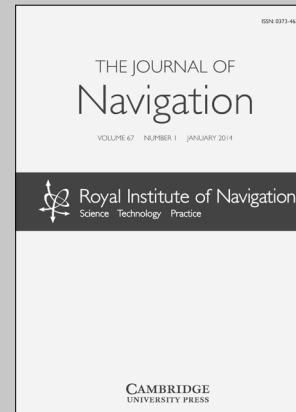 ISSN: 0373-463
THE JOURNAL OF
Navigation
VOLUME 67 NUMBER 1 JANUARY 2014
Royal Institute of Navigation
Science Technology Practice
CAMBRIDGE
UNIVERSITY PRESS